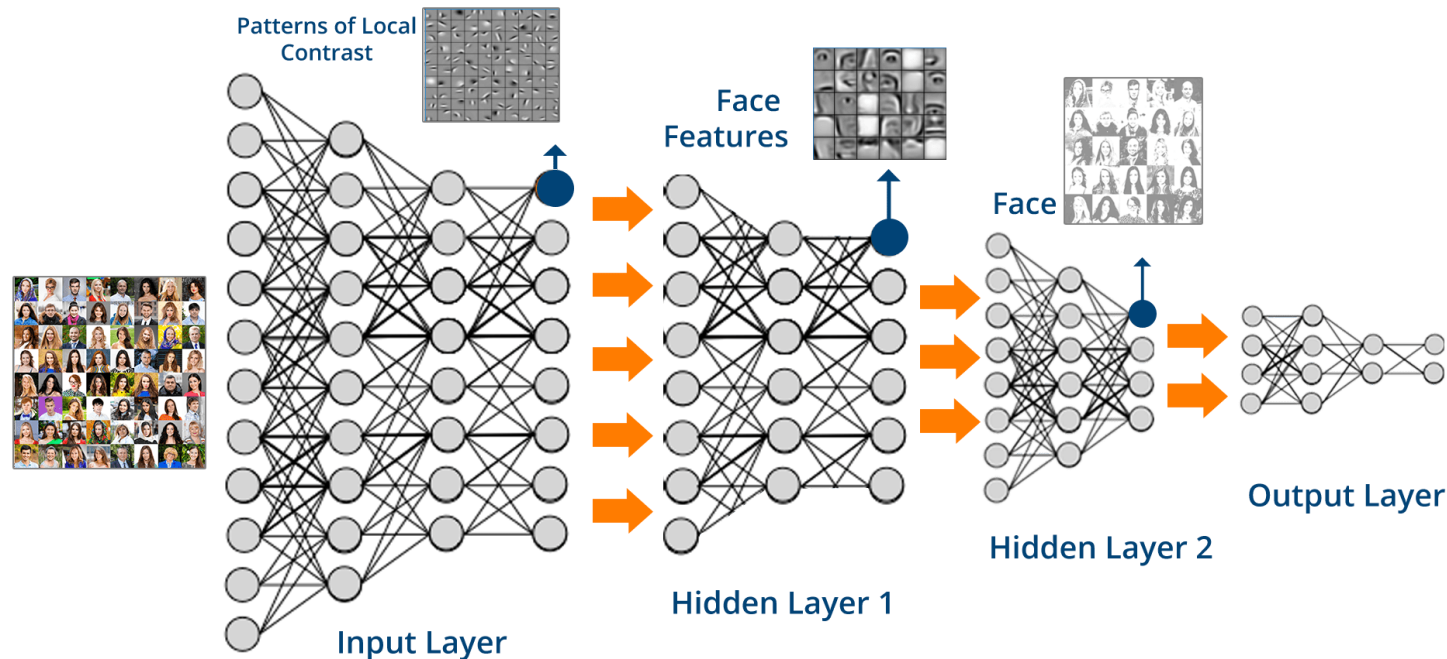 Patterns of Local
Contrast
Face
Features
Face
Input Layer
Hidden Layer 1
Hidden Layer 2
Output Layer